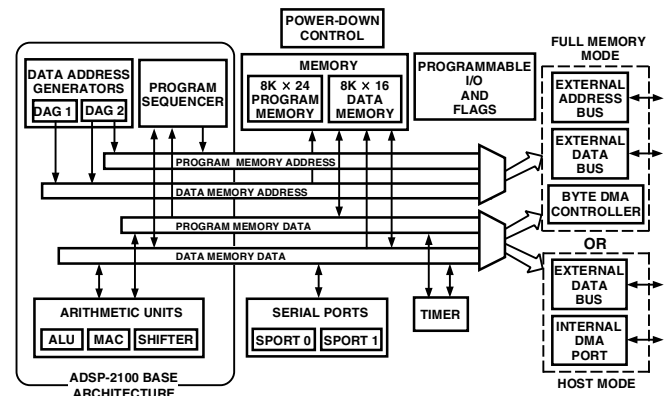 POWER-DOWN
CONTROL
FULL MEMORY
MODE
DATA ADDRESS
GENERATORS
DAG 1
DAG 2
PROGRAM
SEQUENCER
MEMORY
8K × 24
PROGRAM
MEMORY
8K × 16
DATA
MEMORY
PROGRAMMABLE
I/O
AND
FLAGS
EXTERNAL
ADDRESS
BUS
EXTERNAL
DATA
BUS
BYTE DMA
CONTROLLER
OR
EXTERNAL
DATA
BUS
INTERNAL
DMA
PORT
HOST MODE
PROGRAM MEMORY ADDRESS
DATA MEMORY ADDRESS
PROGRAM MEMORY DATA
DATA MEMORY DATA
ARITHMETIC UNITS
ALU
MAC
SHIFTER
SERIAL PORTS
SPORT 0
SPORT 1
TIMER
ADSP-2100 BASE
ARCHITECTURE